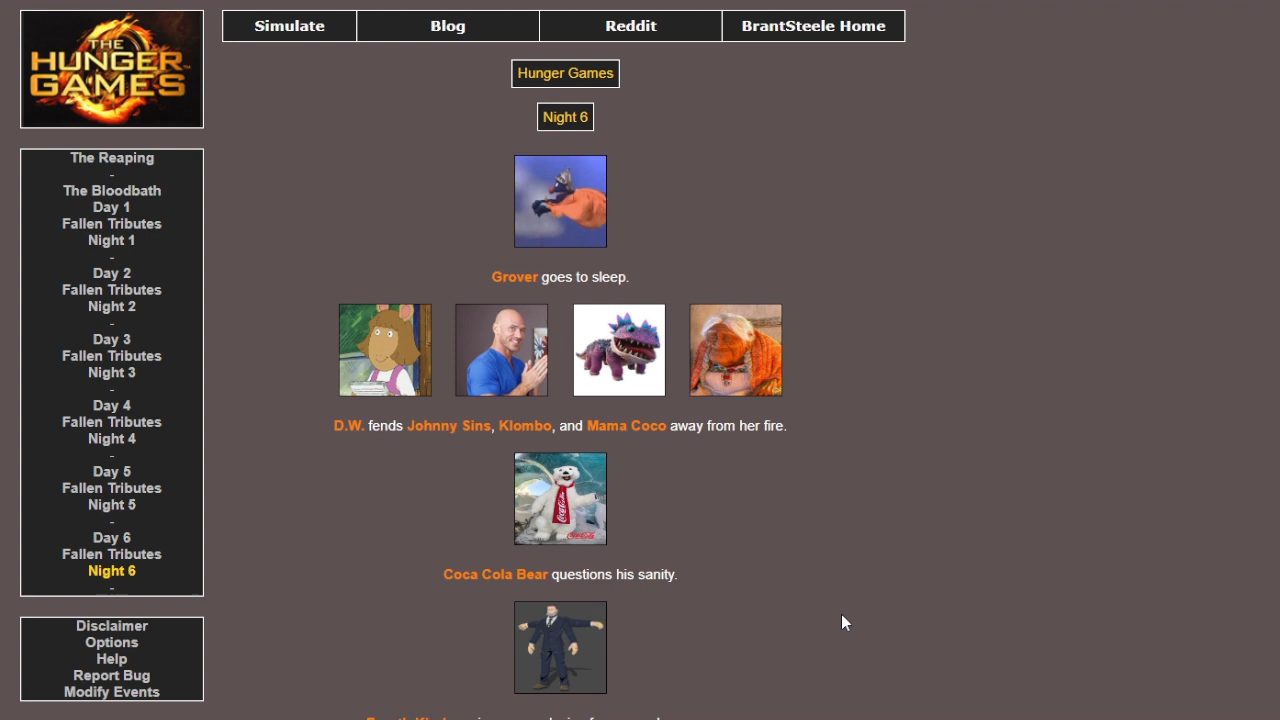 THE
HUNGER
GAMES
Simulate
Blog
Reddit
BrantSteele Home
The Reaping
-
The Bloodbath
Day 1
Fallen Tributes
Night 1
-
Day 2
Fallen Tributes
Night 2
-
Day 3
Fallen Tributes
Night 3
-
Day 4
Fallen Tributes
Night 4
-
Day 5
Fallen Tributes
Night 5
-
Day 6
Fallen Tributes
Night 6
-
Disclaimer
Options
Help
Report Bug
Modify Events
Hunger Games
Night 6
Grover goes to sleep.
D.W. fends Johnny Sins, Klombo, and Mama Coco away from her fire.
Coca-Cola
Coca-Cola
Coca Cola Bear questions his sanity.